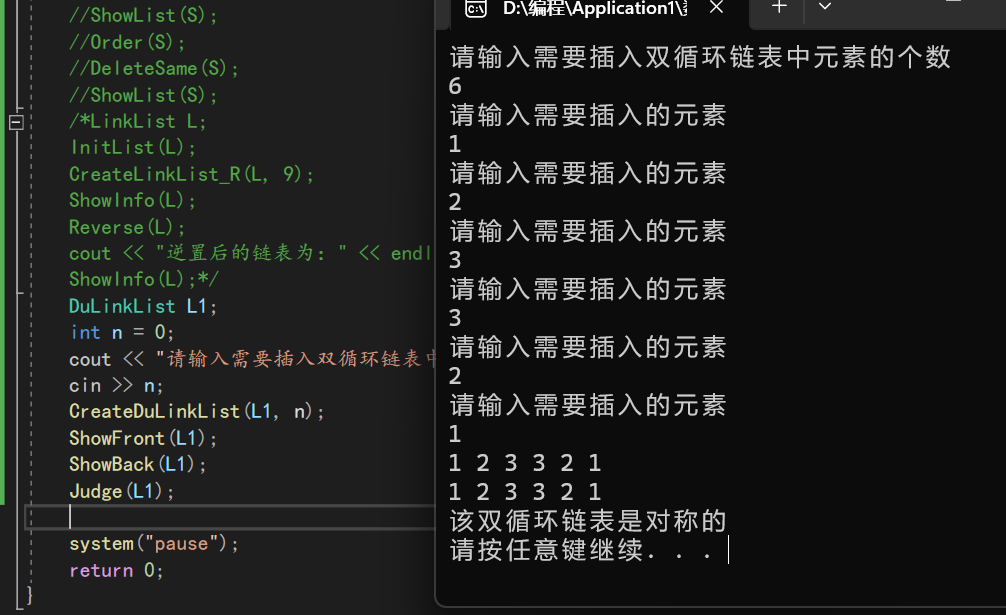 //ShowList(S);
//Order(S);
//DeleteSame(S);
//ShowList(S);
/*LinkList L;
InitList(L);
CreateLinkList_R(L, 9);
ShowInfo(L);
Reverse(L);
cout << "逆置后的链表为：" << endl
ShowInfo(L);*/
DuLinkList L1;
int n = 0;
cout << "请输入需要插入双循环链表中
cin >> n;
CreateDuLinkList(L1, n);
ShowFront(L1);
ShowBack(L1);
Judge(L1);
system("pause");
return 0;
}
D:\编程\Application1\
请输入需要插入双循环链表中元素的个数
6
请输入需要插入的元素
1
请输入需要插入的元素
2
请输入需要插入的元素
3
请输入需要插入的元素
3
请输入需要插入的元素
2
请输入需要插入的元素
1
1 2 3 3 2 1
1 2 3 3 2 1
该双循环链表是对称的
请按任意键继续. . .